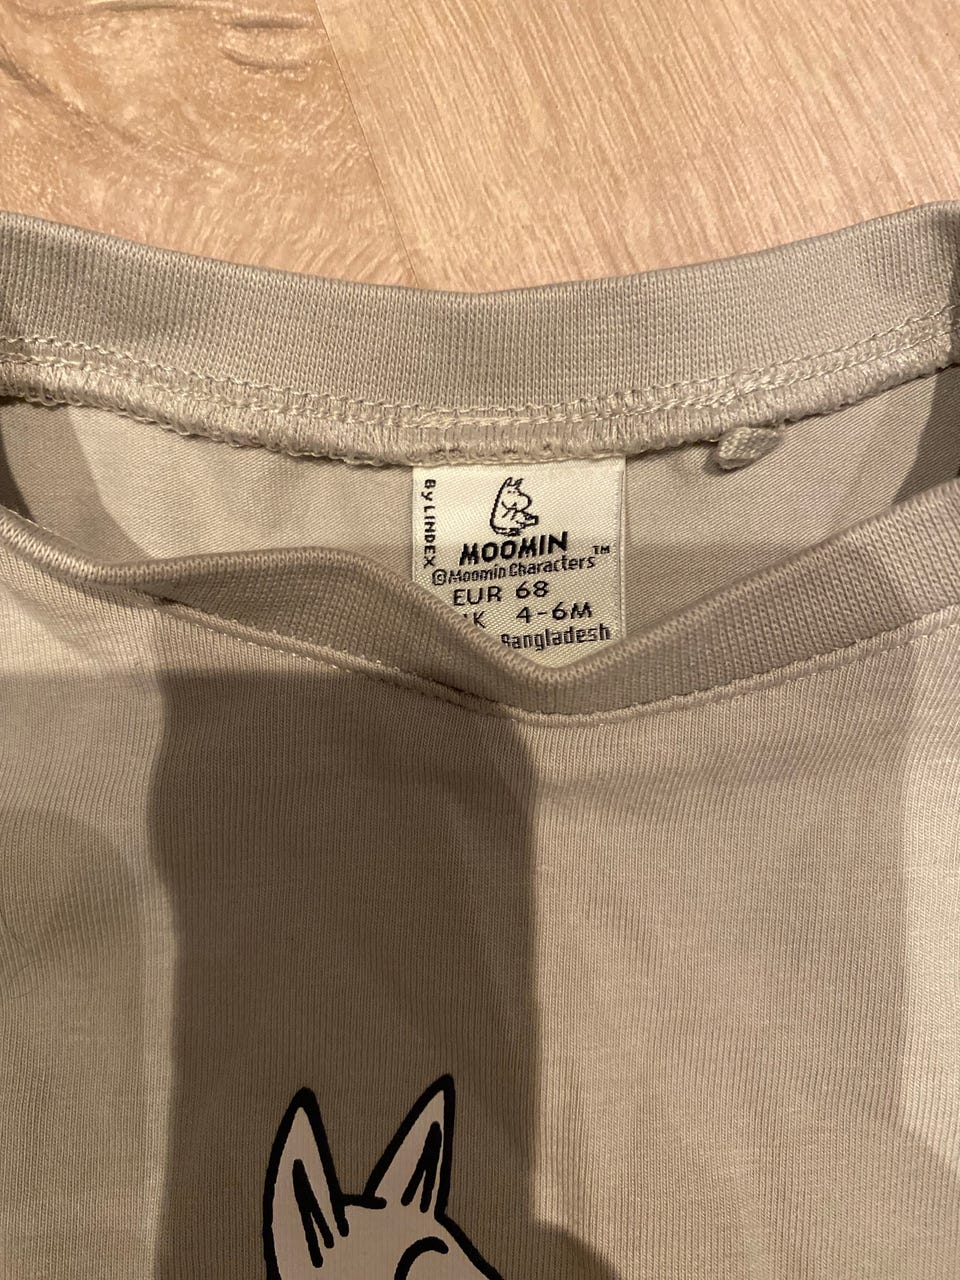 By LINDEX
MOOMIN™
©Moomin Characters
EUR 68
4-6M
Bangladesh